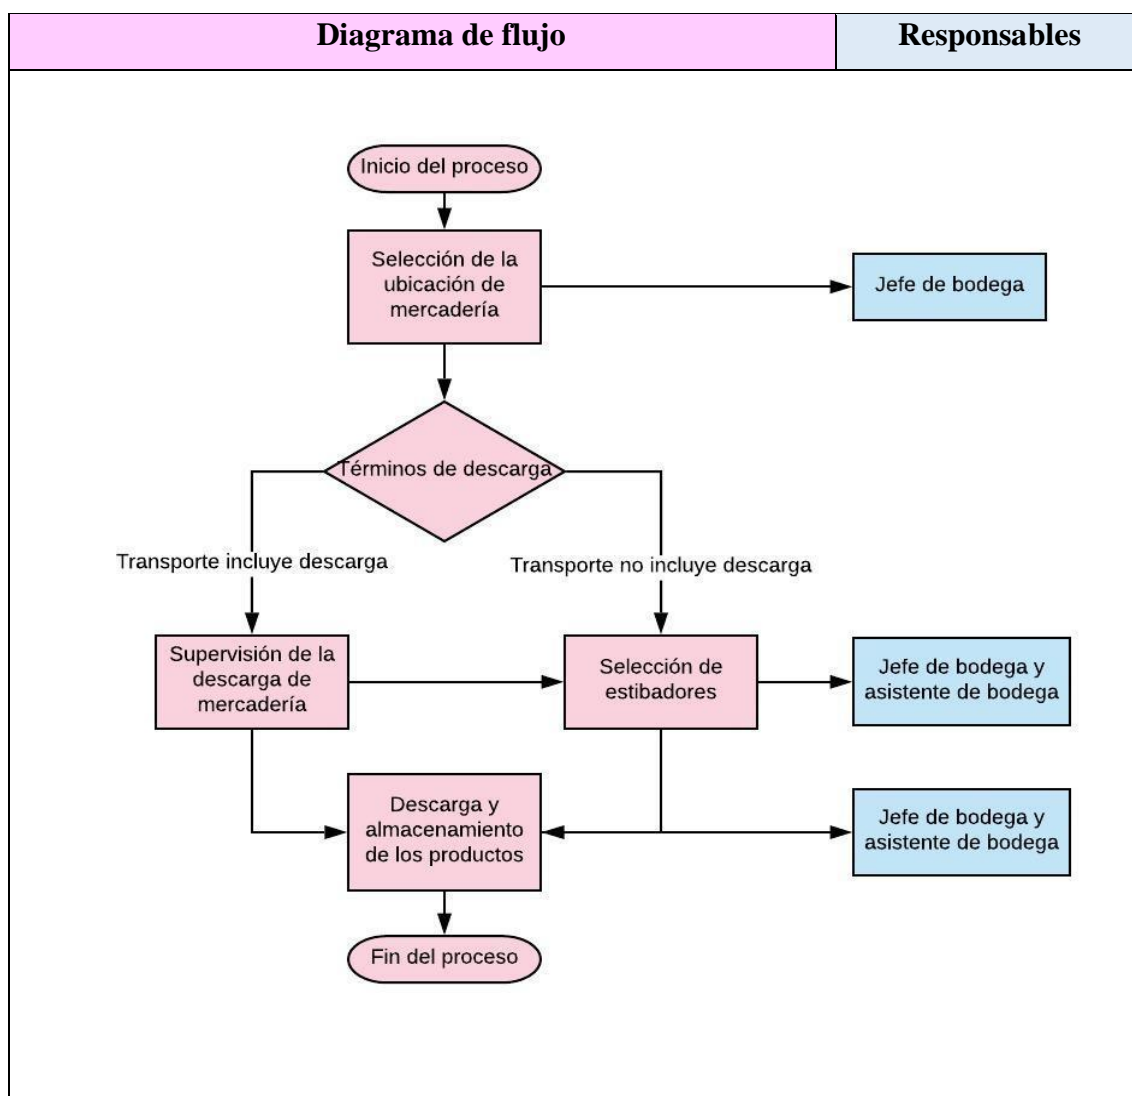 Diagrama de flujo
Responsables
Inicio del proceso
Selección de la
ubicación de
mercadería
Jefe de bodega
Términos de descarga
Transporte incluye descarga
Transporte no incluye descarga
Supervisión de la
descarga de
mercadería
Selección de
estibadores
Jefe de bodega y
asistente de bodega
Descarga y
almacenamiento
de los productos
Jefe de bodega y
asistente de bodega
Fin del proceso